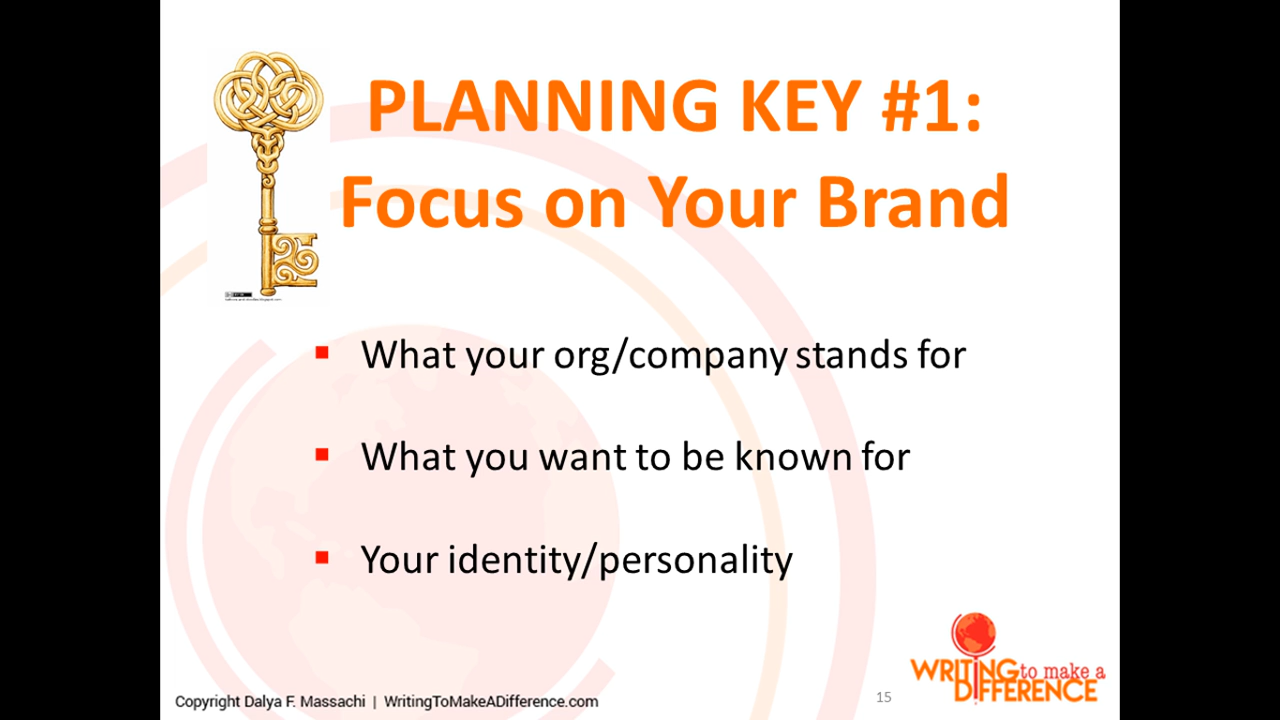 PLANNING KEY #1:
Focus on Your Brand
What your org/company stands for
What you want to be known for
Your identity/personality
WRITING to make a
DIFFERENCE
Copyright Dalya F. Massachi | WritingToMakeADifference.com
15